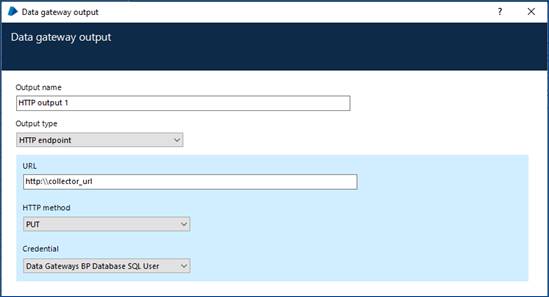 Data gateway output
Data gateway output
Output name
HTTP output 1
Output type
HTTP endpoint
URL
http:\\collector_url
HTTP method
PUT
Credential
Data Gateways BP Database SQL User